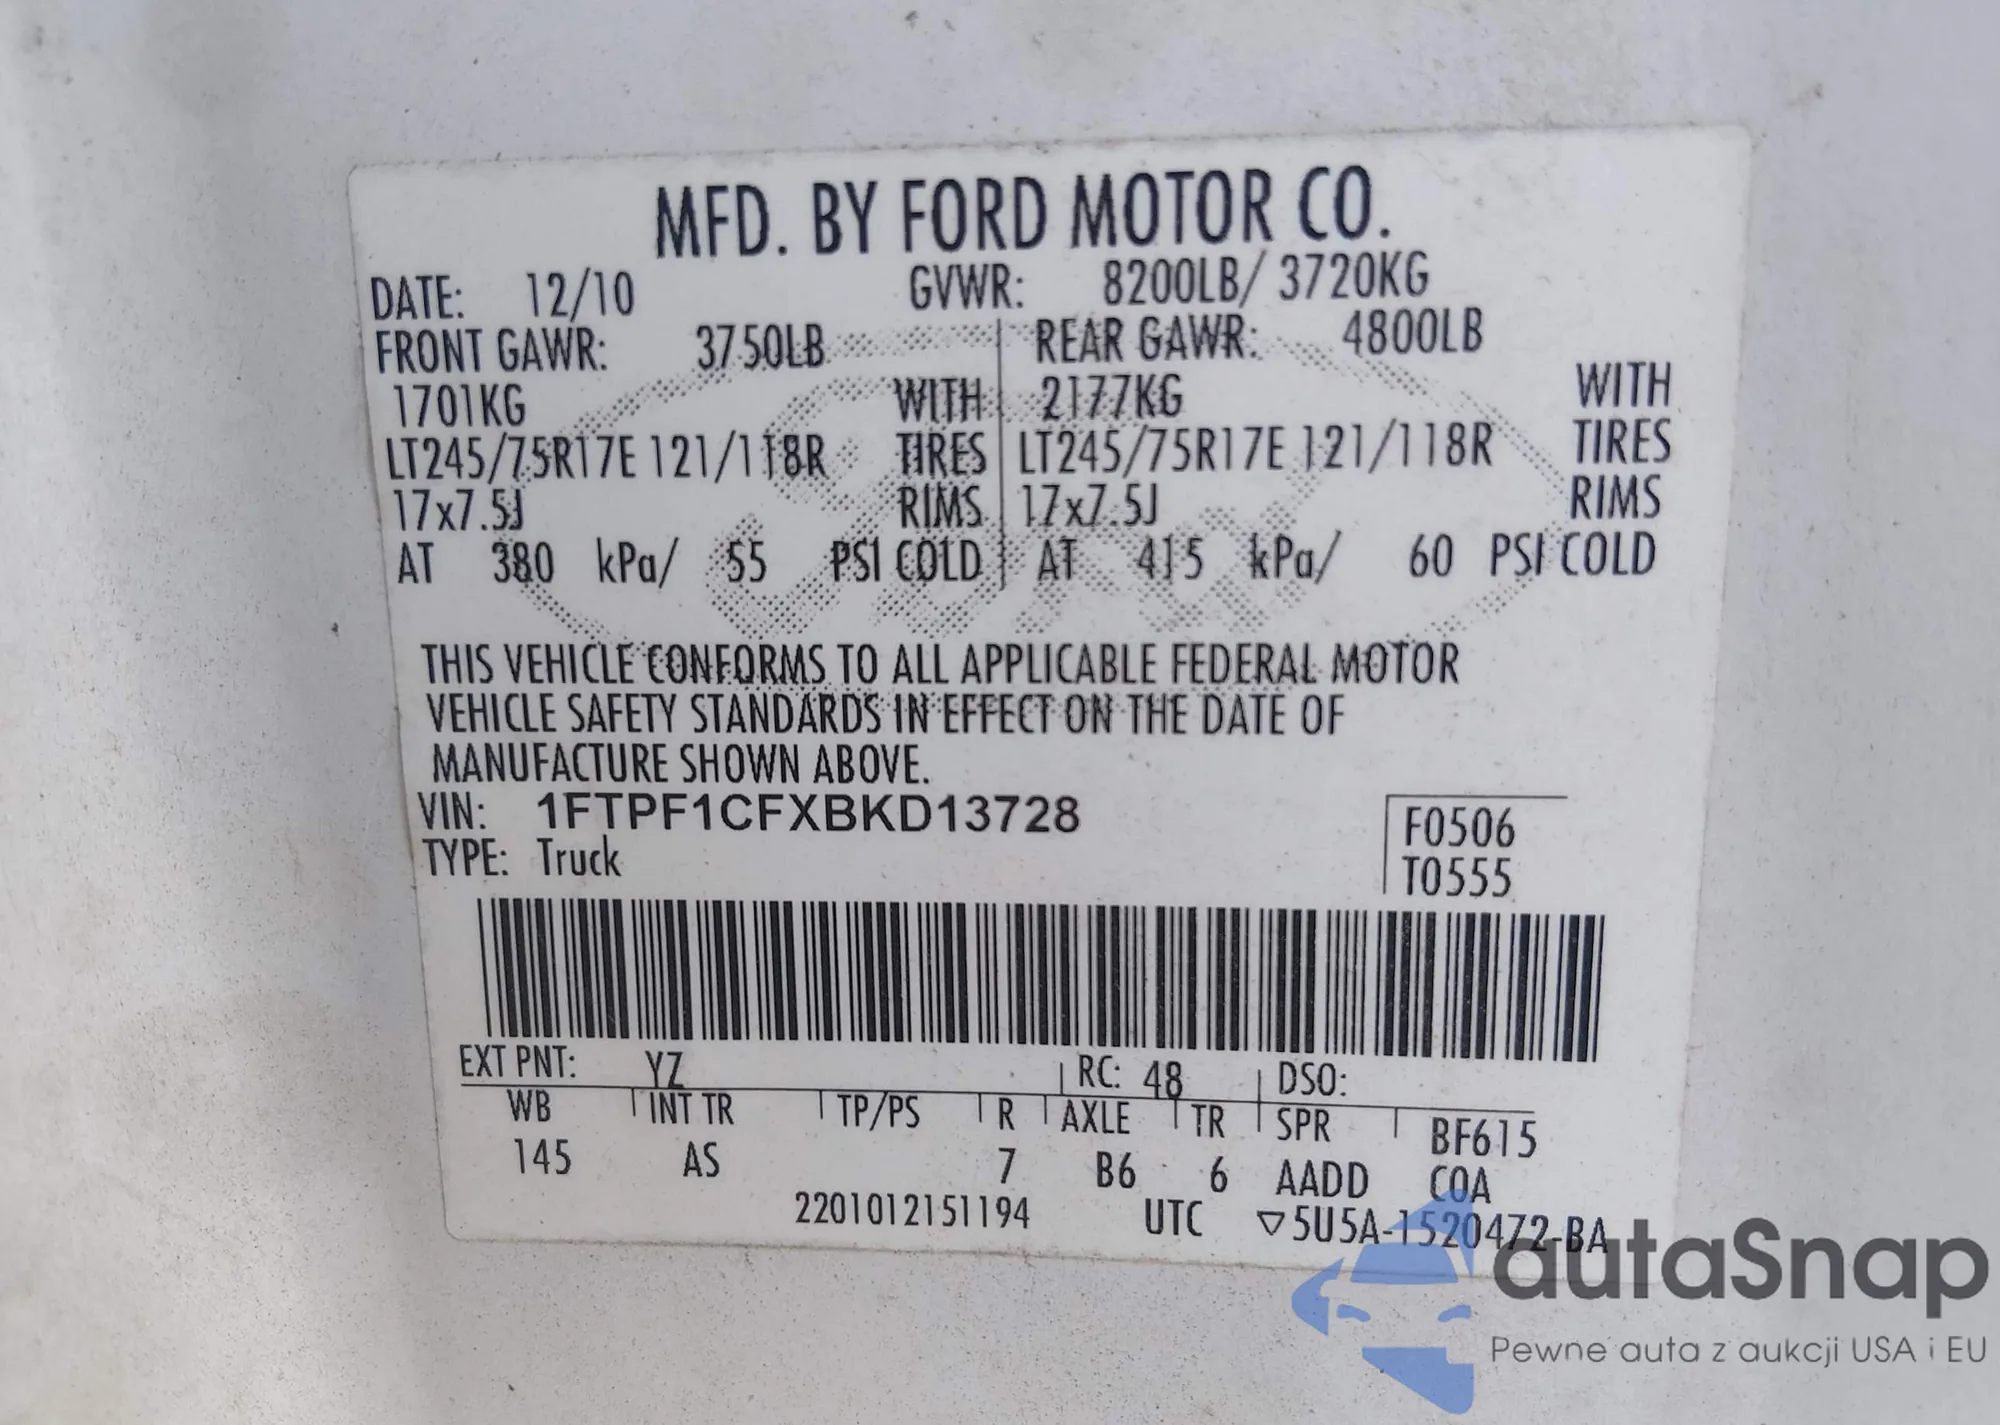 MFD. BY FORD MOTOR CO.
DATE: 12/10 GVWR: 8200LB/ 3720KG
FRONT GAWR: 3750LB REAR GAWR: 4800LB
1701KG WITH 2177KG WITH
LT245/75R17E 121/118R TIRES LT245/75R17E 121/118R TIRES
17x7.5J RIMS 17x7.5J RIMS
AT 380 kPa/ 55 PSI COLD AT 415 kPa/ 60 PSI COLD
THIS VEHICLE CONFORMS TO ALL APPLICABLE FEDERAL MOTOR
VEHICLE SAFETY STANDARDS IN EFFECT ON THE DATE OF
MANUFACTURE SHOWN ABOVE.
VIN: 1FTPF1CFXBKD13728 F0506
TYPE: Truck T0555
EXT PNT: YZ RC: 48 DSO:
WB INT TR TP/PS R AXLE TR SPR BF615
145 AS 7 B6 6 AADD COA
2201012151194 UTC ▽5U5A-1520472-BA
autaSnap
Pewne auta z aukcji USA i EU